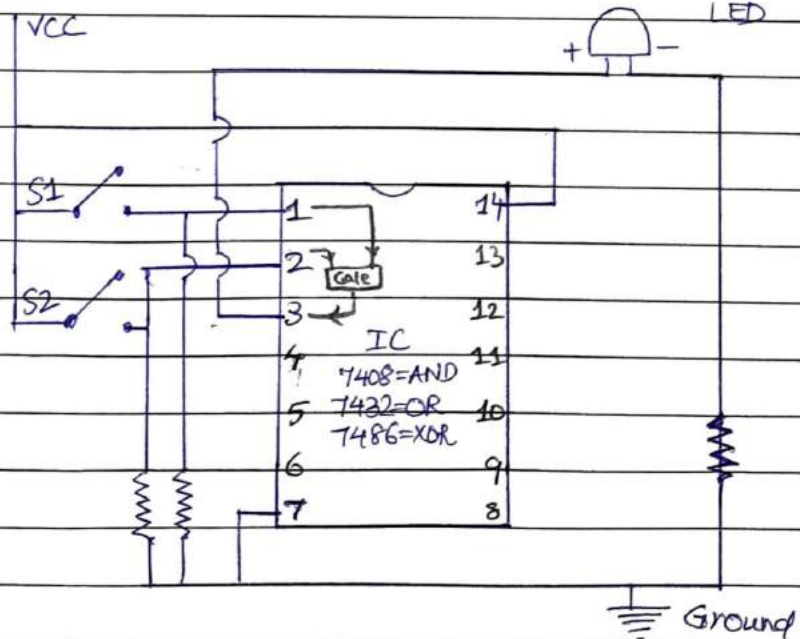 VCC
LED
+ −
S1
S2
1
2
3
4
5
6
7
14
13
12
11
10
9
8
Gate
IC
7408=AND
7432=OR
7486=XOR
Ground